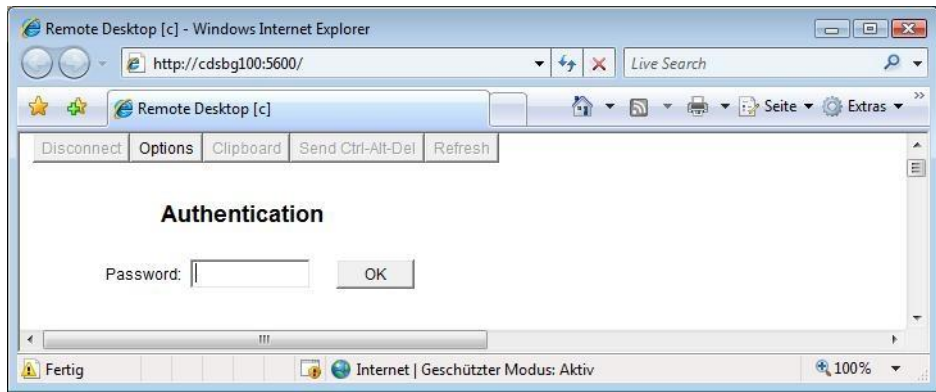 Remote Desktop [c] - Windows Internet Explorer
http://cdsbg100:5600/
Live Search
Remote Desktop [c]
Seite
Extras
Disconnect Options Clipboard Send Ctrl-Alt-Del Refresh
Authentication
Password:
OK
Fertig
Internet | Geschützter Modus: Aktiv
100%